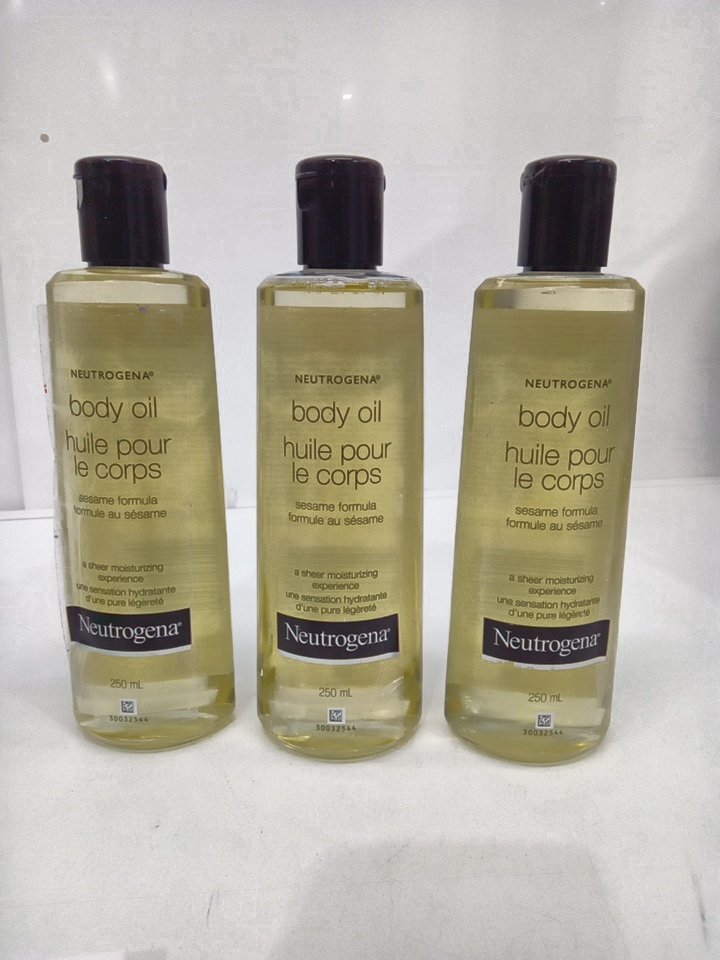 NEUTROGENA®
body oil
huile pour
le corps
sesame formula
formule au sésame
a sheer moisturizing
experience
une sensation hydratante
d'une pure légèreté
Neutrogena®
250 mL
30032544
NEUTROGENA®
body oil
huile pour
le corps
sesame formula
formule au sésame
a sheer moisturizing
experience
une sensation hydratante
d'une pure légèreté
Neutrogena®
250 mL
30032544
NEUTROGENA®
body oil
huile pour
le corps
sesame formula
formule au sésame
a sheer moisturizing
experience
une sensation hydratante
d'une pure légèreté
Neutrogena®
250 mL
30032544